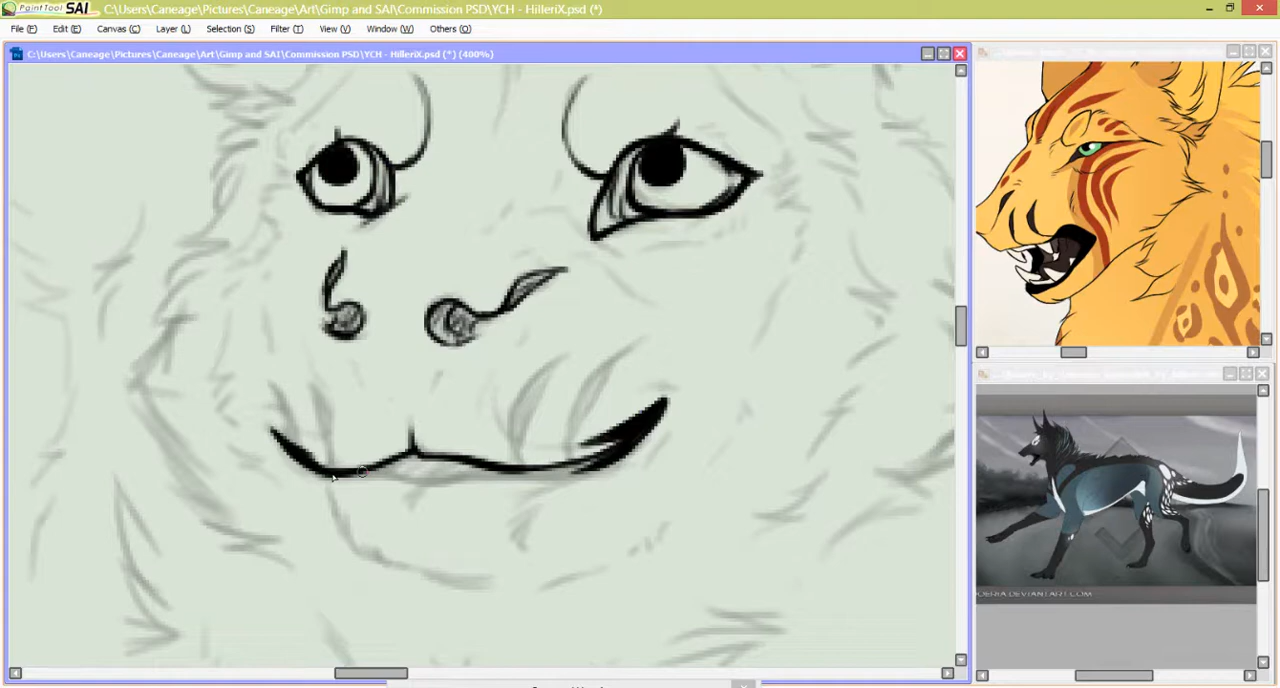 PaintTool SAI C:\Users\Caneage\Pictures\Caneage\Art\Gimp and SAI\Commission PSD\YCH - HilleriX.psd (*)
File (F) Edit (E) Canvas (C) Layer (L) Selection (S) Filter (T) View (V) Window (W) Others (O)
C:\Users\Caneage\Pictures\Caneage\Art\Gimp and SAI\Commission PSD\YCH - HilleriX.psd (*) (400%)
DERIA.DEVIANTART.COM